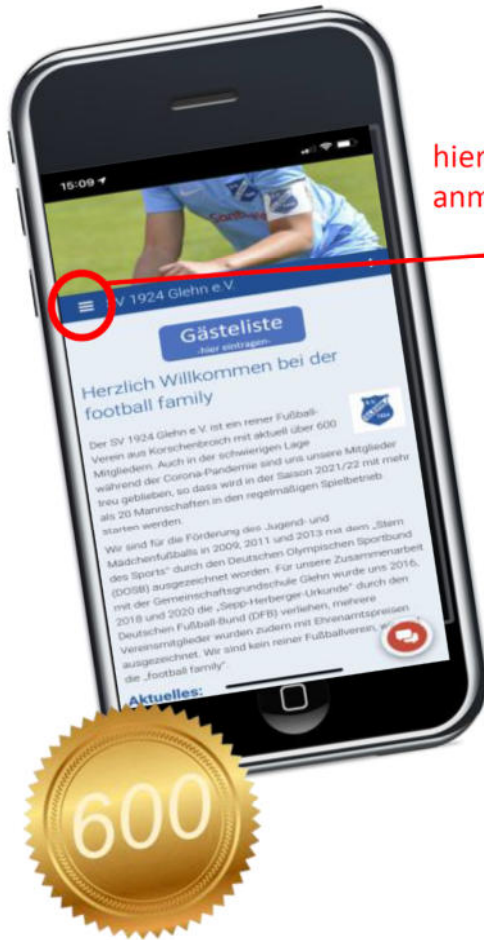 hier
anm
15:09
SV 1924 Glehn e.V.
Gästeliste
-hier eintragen-
Herzlich Willkommen bei der
football family
Der SV 1924 Glehn e.V. ist ein reiner Fußball-
Verein aus Korschenbroich mit aktuell über 600
Mitgliedern. Auch in der schwierigen Lage
während der Corona-Pandemie sind uns unsere Mitglieder
treu geblieben, so dass wird in der Saison 2021/22 mit mehr
als 20 Mannschaften in den regelmäßigen Spielbetrieb
starten werden.
Wir sind für die Förderung des Jugend- und
Mädchenfußballs in 2009, 2011 und 2013 mit dem „Stern
des Sports" durch den Deutschen Olympischen Sportbund
(DOSB) ausgezeichnet worden. Für unsere Zusammenarbeit
mit der Gemeinschaftsgrundschule Glehn wurde uns 2016,
2018 und 2020 die „Sepp-Herberger-Urkunde" durch den
Deutschen Fußball-Bund (DFB) verliehen, mehrere
Vereinsmitglieder wurden zudem mit Ehrenamtspreisen
ausgezeichnet. Wir sind kein reiner Fußballverein,
die „football family".
Aktuelles:
600